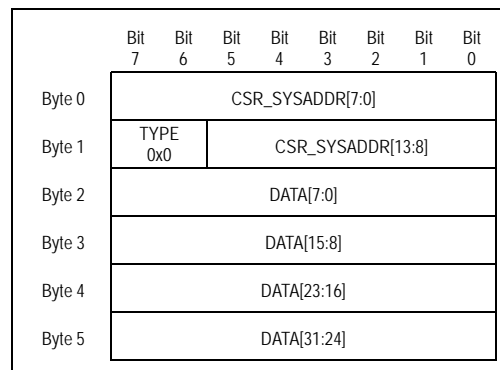 Bit Bit Bit Bit Bit Bit Bit Bit
7 6 5 4 3 2 1 0
Byte 0 CSR_SYSADDR[7:0]
Byte 1 TYPE 0x0 CSR_SYSADDR[13:8]
Byte 2 DATA[7:0]
Byte 3 DATA[15:8]
Byte 4 DATA[23:16]
Byte 5 DATA[31:24]